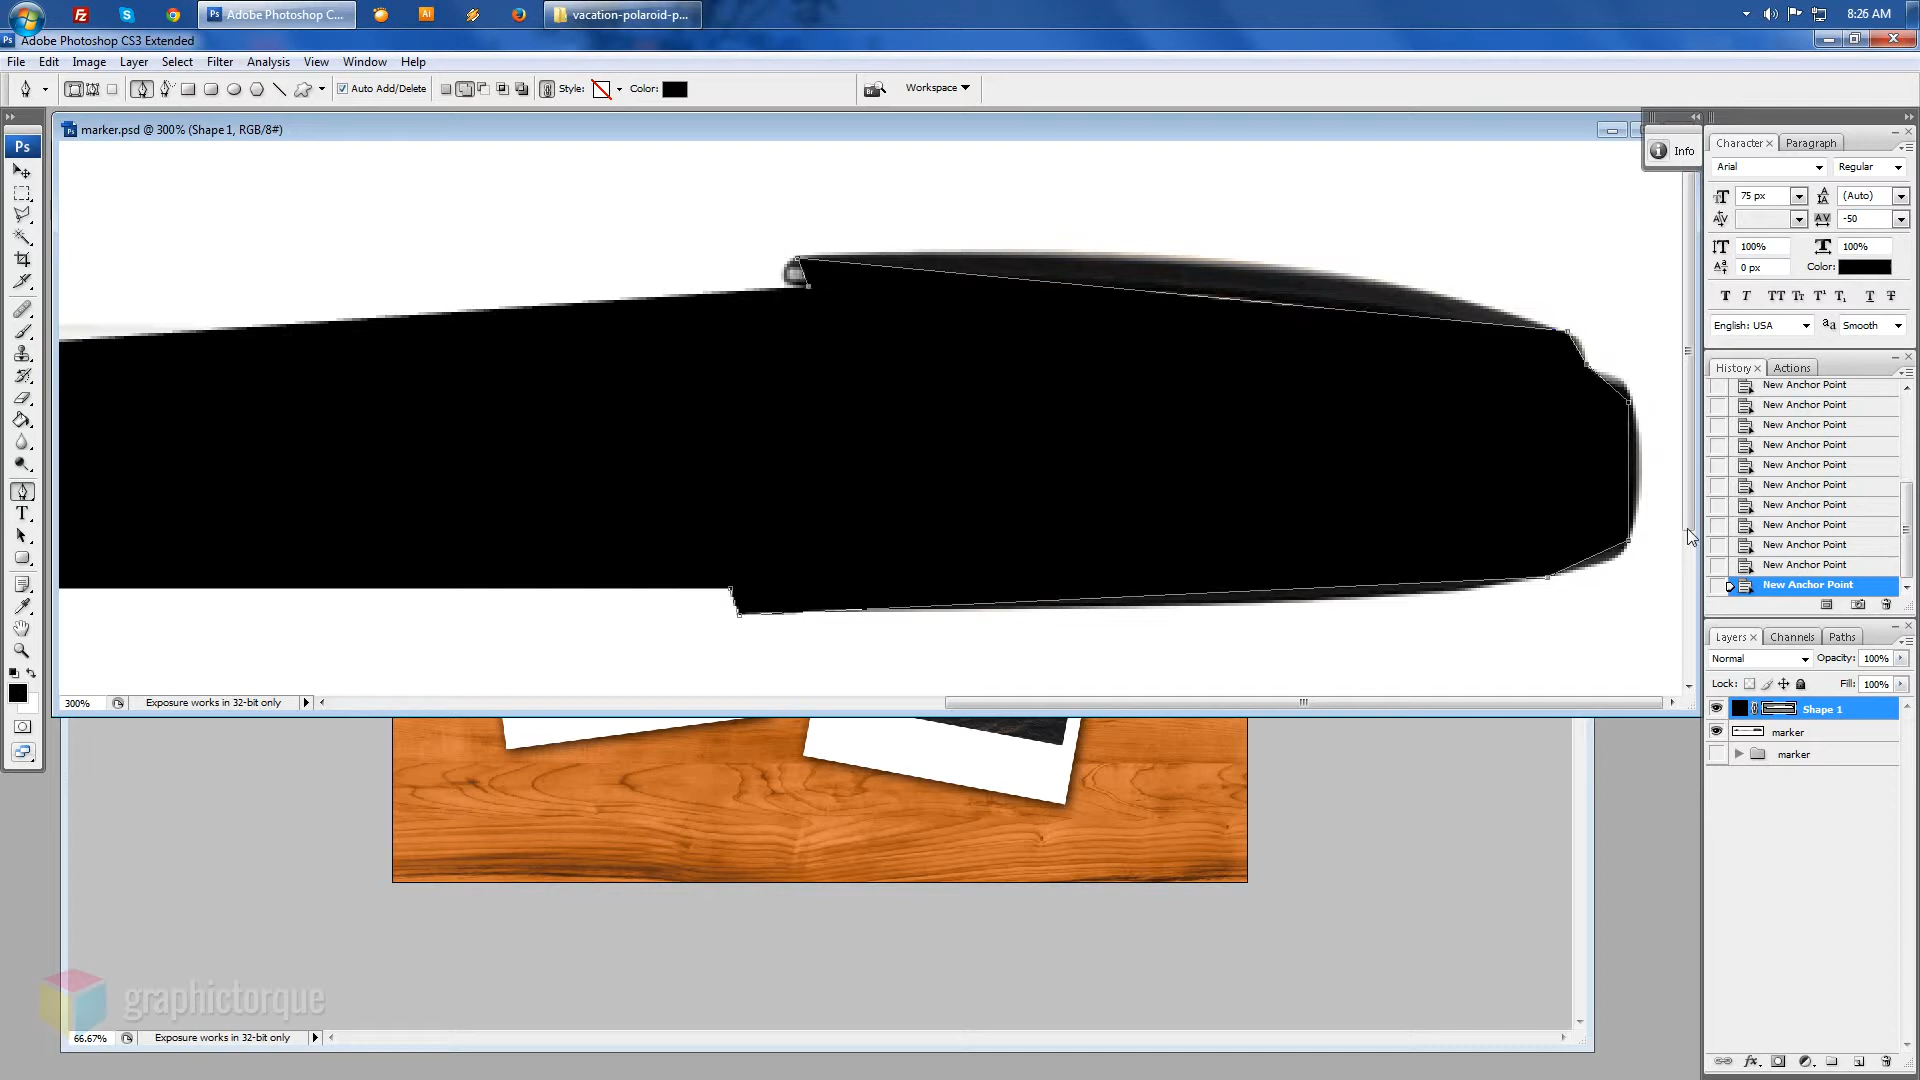 Adobe Photoshop C...
vacation-polaroid-p...
8:26 AM
Adobe Photoshop CS3 Extended
File Edit Image Layer Select Filter Analysis View Window Help
Auto Add/Delete Style: Color: Workspace
marker.psd @ 300% (Shape 1, RGB/8#)
Info
Character Paragraph
Arial Regular
75 px (Auto)
-50
100% 100%
0 px Color:
English: USA Smooth
History Actions
New Anchor Point
New Anchor Point
New Anchor Point
New Anchor Point
New Anchor Point
New Anchor Point
New Anchor Point
New Anchor Point
New Anchor Point
New Anchor Point
New Anchor Point
Layers Channels Paths
Normal Opacity: 100%
Lock: Fill: 100%
Shape 1
marker
marker
300% Exposure works in 32-bit only
graphictorque
66.67% Exposure works in 32-bit only